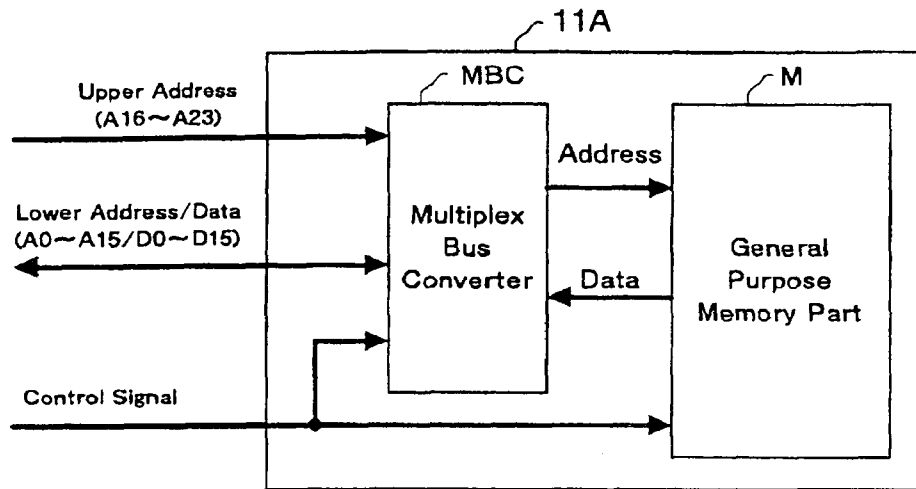 11A
MBC
M
Upper Address
(A16～A23)
Address
Lower Address/Data
(A0～A15/D0～D15)
Multiplex
Bus
Converter
General
Purpose
Memory Part
Data
Control Signal